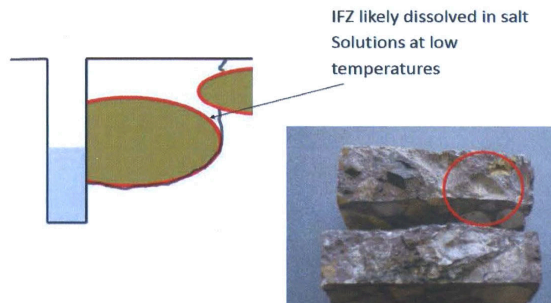 IFZ likely dissolved in salt
Solutions at low
temperatures